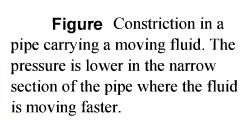 Figure Constriction in a
pipe carrying a moving fluid. The
pressure is lower in the narrow
section of the pipe where the fluid
is moving faster.